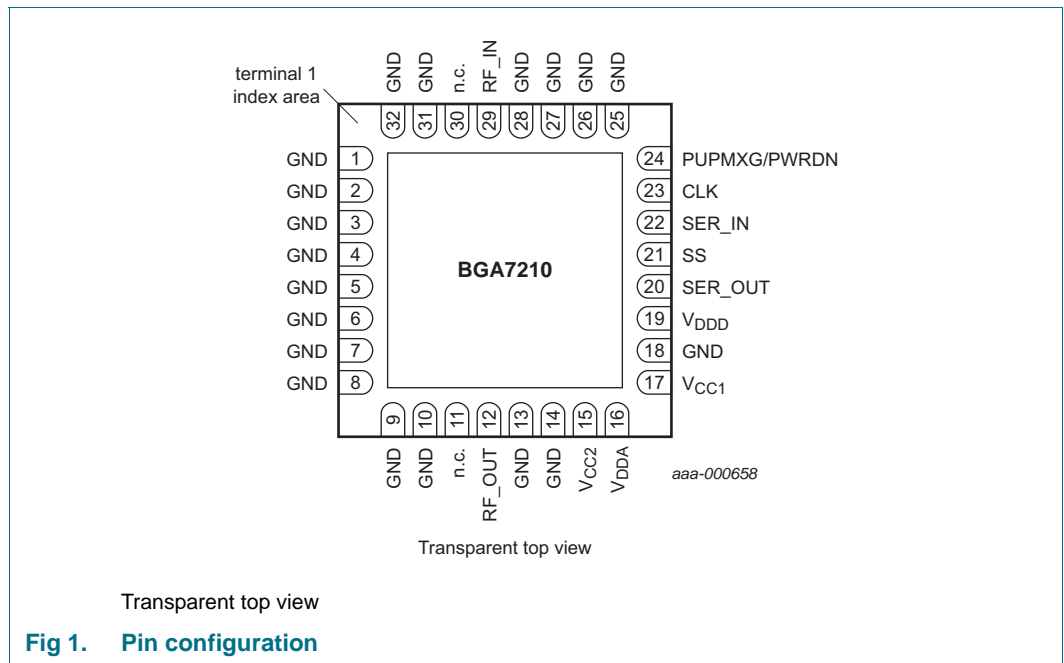 GND GND n.c. RF_IN GND GND GND GND
terminal 1
index area
32 31 30 29 28 27 26 25
GND 1 24 PUPMXG/PWRDN
GND 2 23 CLK
GND 3 22 SER_IN
GND 4 21 SS
BGA7210
GND 5 20 SER_OUT
GND 6 19 VDDD
GND 7 18 GND
GND 8 17 VCC1
9 10 11 12 13 14 15 16
GND GND n.c. RF_OUT GND GND VCC2 VDDA
aaa-000658
Transparent top view
Transparent top view
Fig 1. Pin configuration